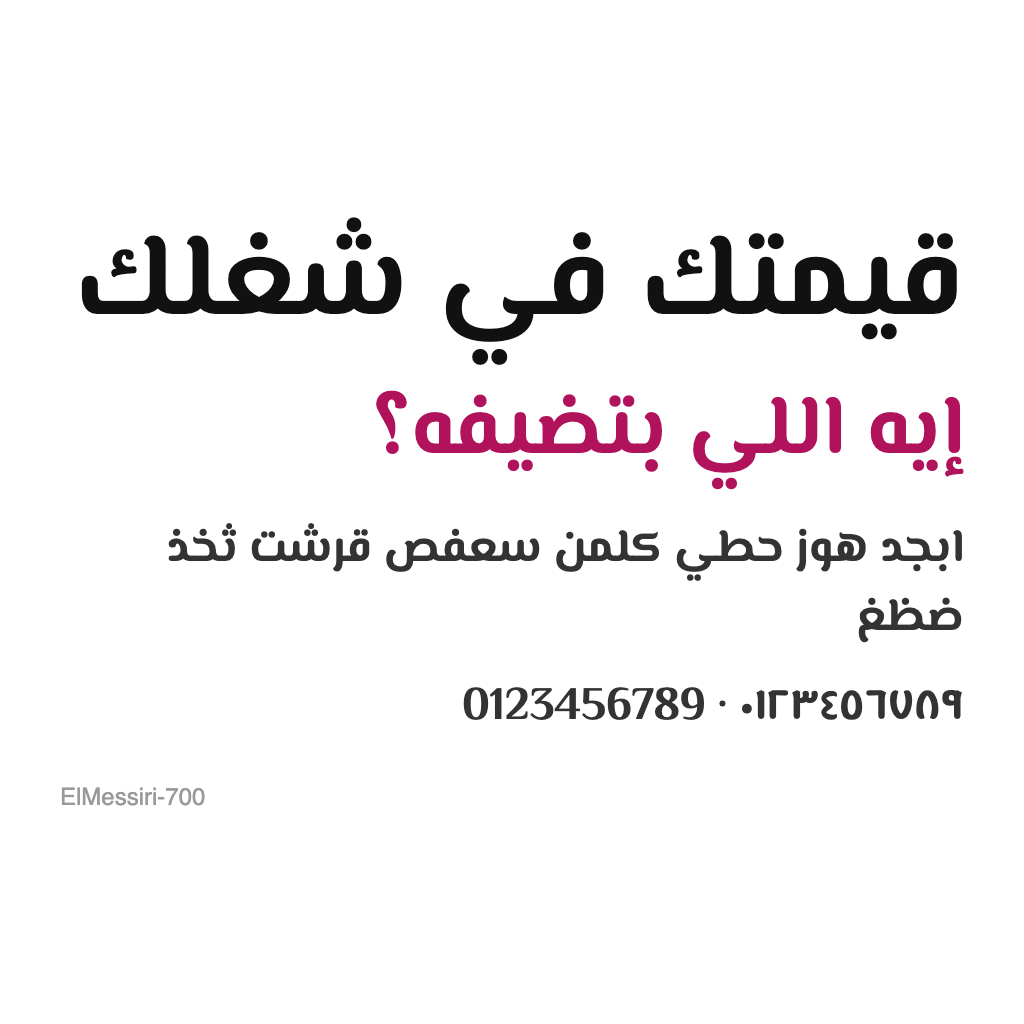 قيمتك في شغلك
إيه اللي بتضيفه؟
ابجد هوز حطي كلمن سعفص قرشت ثخذ
ضظغ
٠١٢٣٤٥٦٧٨٩ · 0123456789
ElMessiri-700